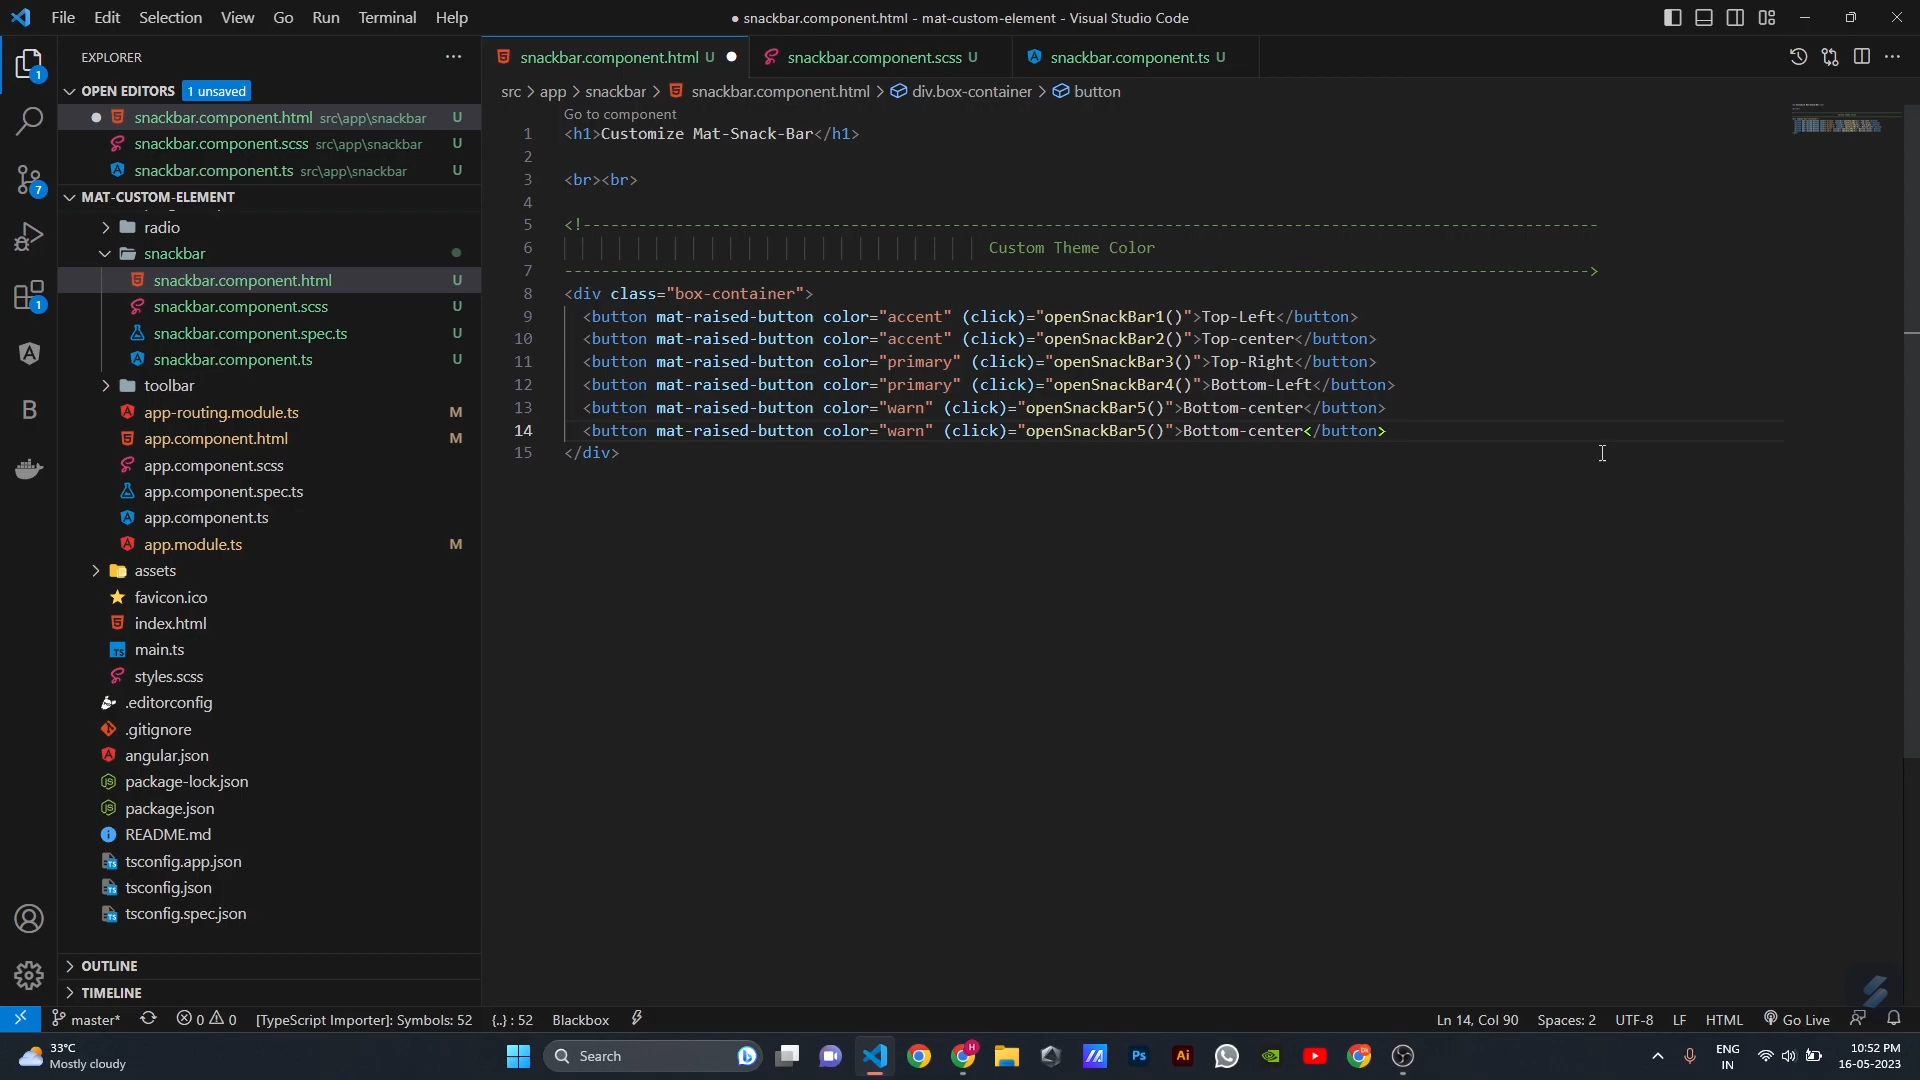 File Edit Selection View Go Run Terminal Help
● snackbar.component.html - mat-custom-element - Visual Studio Code
EXPLORER
OPEN EDITORS 1 unsaved
snackbar.component.html src\app\snackbar U
snackbar.component.scss src\app\snackbar U
snackbar.component.ts src\app\snackbar U
MAT-CUSTOM-ELEMENT
radio
snackbar
snackbar.component.html U
snackbar.component.scss U
snackbar.component.spec.ts U
snackbar.component.ts U
toolbar
app-routing.module.ts M
app.component.html M
app.component.scss
app.component.spec.ts
app.component.ts
app.module.ts M
assets
favicon.ico
index.html
main.ts
styles.scss
.editorconfig
.gitignore
angular.json
package-lock.json
package.json
README.md
tsconfig.app.json
tsconfig.json
tsconfig.spec.json
OUTLINE
TIMELINE
1
7
1
B
snackbar.component.html U
snackbar.component.scss U
snackbar.component.ts U
src > app > snackbar > snackbar.component.html > div.box-container > button
Go to component
1 <h1>Customize Mat-Snack-Bar</h1>
2
3 <br><br>
4
5 <!--------------------------------------------------------------------------------------------------------------
6 Custom Theme Color
7 ---------------------------------------------------------------------------------------------------------------->
8 <div class="box-container">
9 <button mat-raised-button color="accent" (click)="openSnackBar1()">Top-Left</button>
10 <button mat-raised-button color="accent" (click)="openSnackBar2()">Top-center</button>
11 <button mat-raised-button color="primary" (click)="openSnackBar3()">Top-Right</button>
12 <button mat-raised-button color="primary" (click)="openSnackBar4()">Bottom-Left</button>
13 <button mat-raised-button color="warn" (click)="openSnackBar5()">Bottom-center</button>
14 <button mat-raised-button color="warn" (click)="openSnackBar5()">Bottom-center</button>
15 </div>
master* 0 0 [TypeScript Importer]: Symbols: 52 {..} : 52 Blackbox
Ln 14, Col 90 Spaces: 2 UTF-8 LF HTML Go Live
33°C
Mostly cloudy
Search
H
Ps
Ai
DX
ENG
IN
10:52 PM
16-05-2023